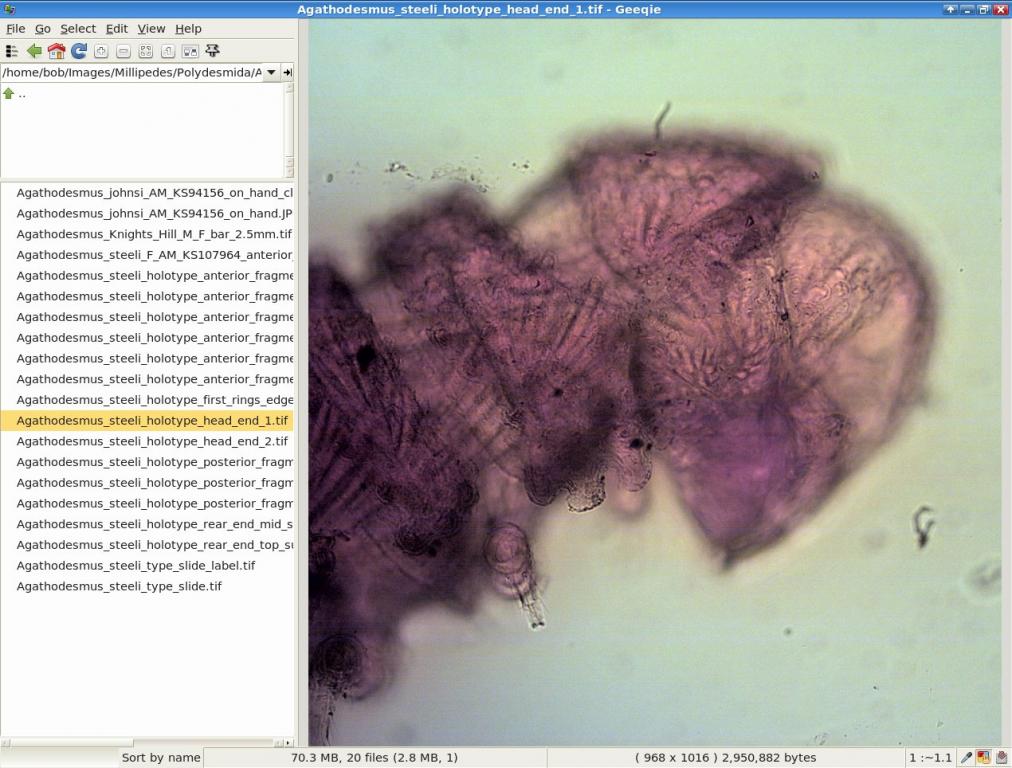 Agathodesmus_steeli_holotype_head_end_1.tif - Geeqie
File Go Select Edit View Help
/home/bob/Images/Millipedes/Polydesmida/A
..
Agathodesmus_johnsi_AM_KS94156_on_hand_cl
Agathodesmus_johnsi_AM_KS94156_on_hand.JP
Agathodesmus_Knights_Hill_M_F_bar_2.5mm.tif
Agathodesmus_steeli_F_AM_KS107964_anterior_
Agathodesmus_steeli_holotype_anterior_fragme
Agathodesmus_steeli_holotype_anterior_fragme
Agathodesmus_steeli_holotype_anterior_fragme
Agathodesmus_steeli_holotype_anterior_fragme
Agathodesmus_steeli_holotype_anterior_fragme
Agathodesmus_steeli_holotype_anterior_fragme
Agathodesmus_steeli_holotype_first_rings_edge
Agathodesmus_steeli_holotype_head_end_1.tif
Agathodesmus_steeli_holotype_head_end_2.tif
Agathodesmus_steeli_holotype_posterior_fragm
Agathodesmus_steeli_holotype_posterior_fragm
Agathodesmus_steeli_holotype_posterior_fragm
Agathodesmus_steeli_holotype_rear_end_mid_s
Agathodesmus_steeli_holotype_rear_end_top_su
Agathodesmus_steeli_type_slide_label.tif
Agathodesmus_steeli_type_slide.tif
Sort by name 70.3 MB, 20 files (2.8 MB, 1) ( 968 x 1016 ) 2,950,882 bytes 1 :~1.1